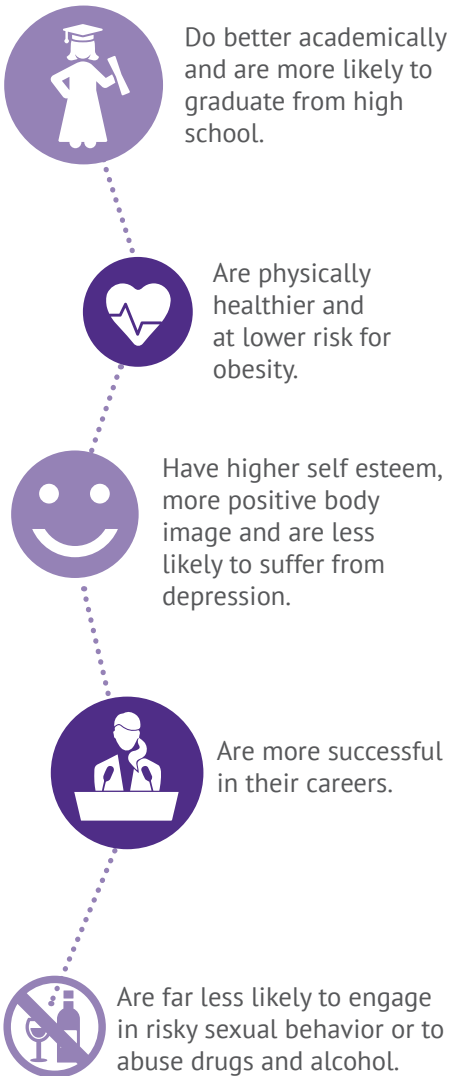 Do better academically
and are more likely to
graduate from high
school.
Are physically
healthier and
at lower risk for
obesity.
Have higher self esteem,
more positive body
image and are less
likely to suffer from
depression.
Are more successful
in their careers.
Are far less likely to engage
in risky sexual behavior or to
abuse drugs and alcohol.